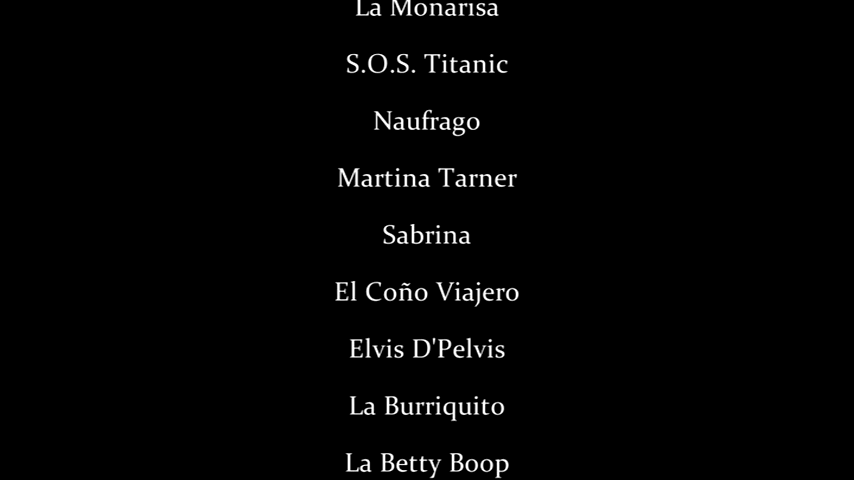 La Monarisa
S.O.S. Titanic
Naufrago
Martina Tarner
Sabrina
El Coño Viajero
Elvis D'Pelvis
La Burriquito
La Betty Boop